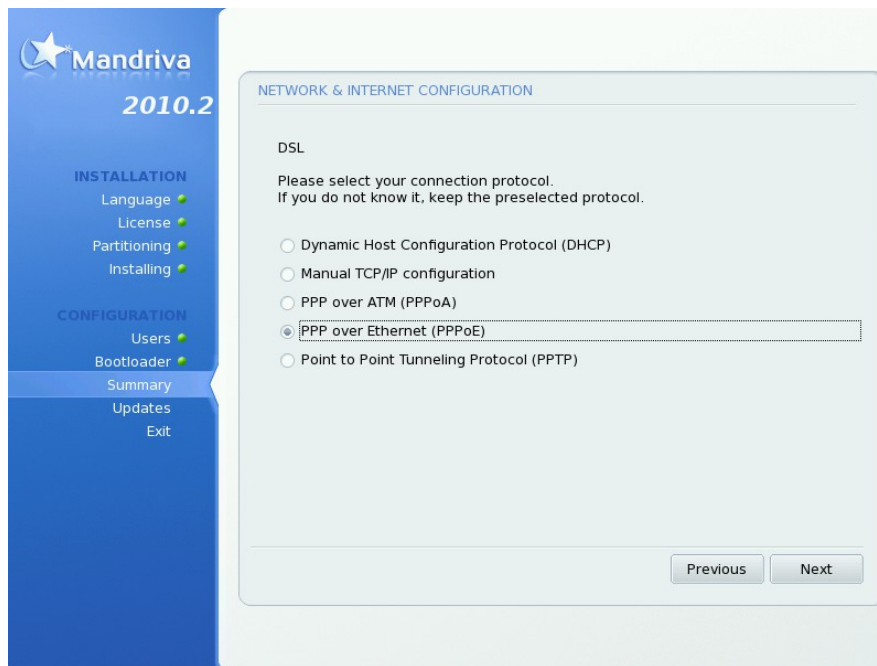 Mandriva
2010.2
INSTALLATION
Language
License
Partitioning
Installing
CONFIGURATION
Users
Bootloader
Summary
Updates
Exit
NETWORK & INTERNET CONFIGURATION
DSL
Please select your connection protocol.
If you do not know it, keep the preselected protocol.
Dynamic Host Configuration Protocol (DHCP)
Manual TCP/IP configuration
PPP over ATM (PPPoA)
PPP over Ethernet (PPPoE)
Point to Point Tunneling Protocol (PPTP)
Previous
Next